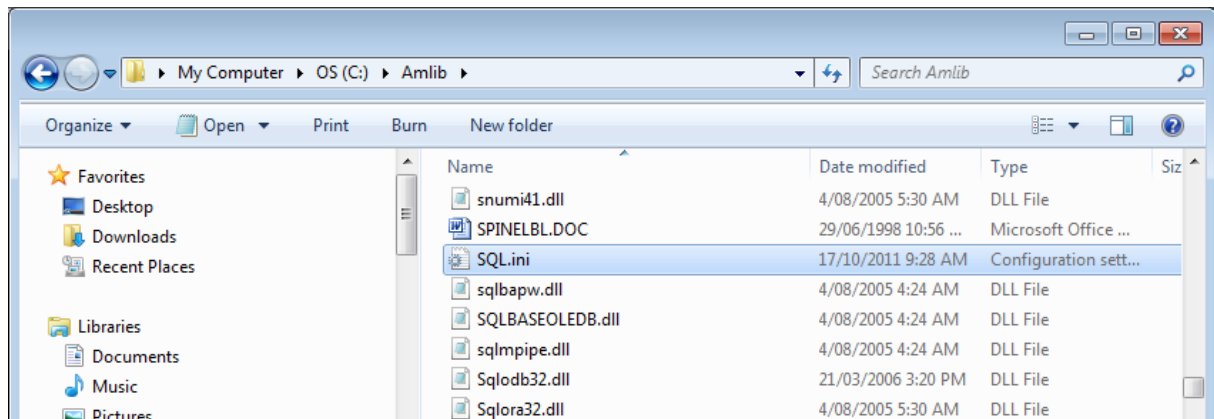 My Computer OS (C:) Amlib Search Amlib
Organize Open Print Burn New folder
Favorites
Desktop
Downloads
Recent Places
Libraries
Documents
Music
Pictures
Name Date modified Type Siz
snumi41.dll 4/08/2005 5:30 AM DLL File
SPINELBL.DOC 29/06/1998 10:56 ... Microsoft Office ...
SQL.ini 17/10/2011 9:28 AM Configuration sett...
sqlbapw.dll 4/08/2005 4:24 AM DLL File
SQLBASEOLEDB.dll 4/08/2005 4:24 AM DLL File
sqlmpipe.dll 4/08/2005 4:24 AM DLL File
Sqlodb32.dll 21/03/2006 3:20 PM DLL File
Sqlora32.dll 4/08/2005 5:30 AM DLL File